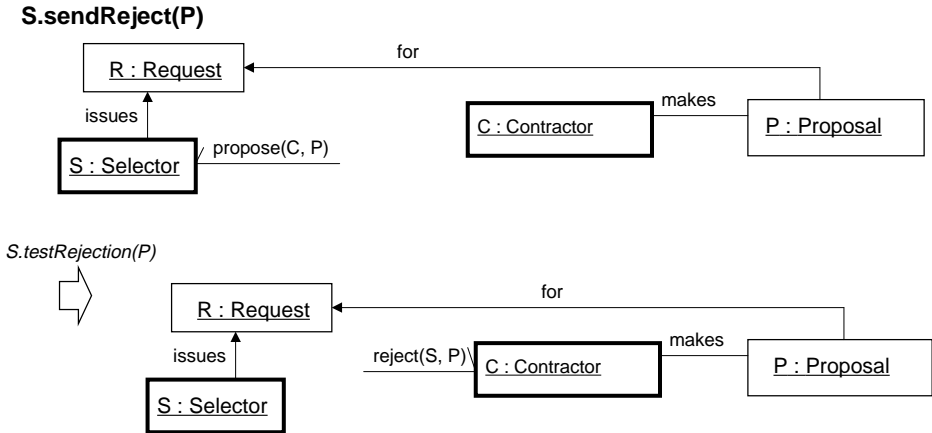 S.sendReject(P)
for
R : Request
issues
makes
C : Contractor
P : Proposal
propose(C, P)
S : Selector
S.testRejection(P)
for
R : Request
issues
reject(S, P)
makes
C : Contractor
P : Proposal
S : Selector